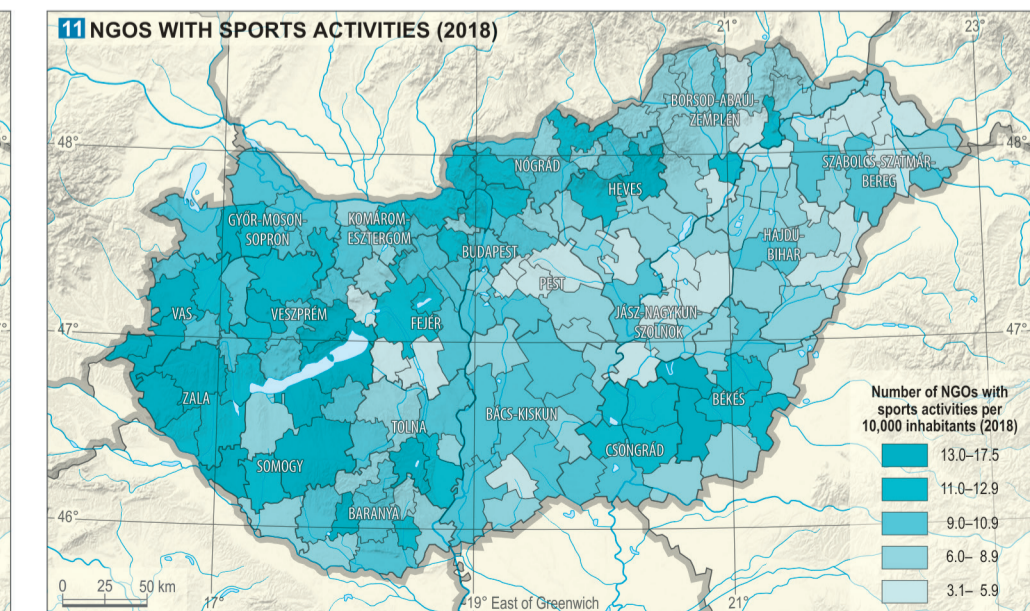 11 NGOS WITH SPORTS ACTIVITIES (2018)
21°
23°
48°
48°
BORSOD-ABAÚJ-
ZEMPLÉN
NÓGRÁD
SZABOLCS-SZATMÁR-
BEREG
HEVES
GYŐR-MOSON-
SOPRON
KOMÁROM-
ESZTERGOM
BUDAPEST
HAJDÚ-
BIHAR
PEST
VAS
VESZPRÉM
FEJÉR
JÁSZ-NAGYKUN-
SZOLNOK
47°
47°
ZALA
TOLNA
BÁCS-KISKUN
BÉKÉS
SOMOGY
CSONGRÁD
BARANYA
46°
Number of NGOs with
sports activities per
10,000 inhabitants (2018)
13.0–17.5
11.0–12.9
9.0–10.9
6.0– 8.9
3.1– 5.9
0 25 50 km
17°
19° East of Greenwich
21°